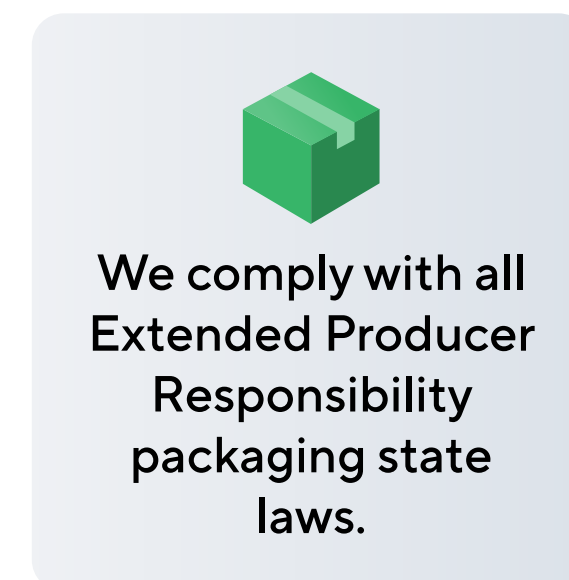 We comply with all
Extended Producer
Responsibility
packaging state
laws.